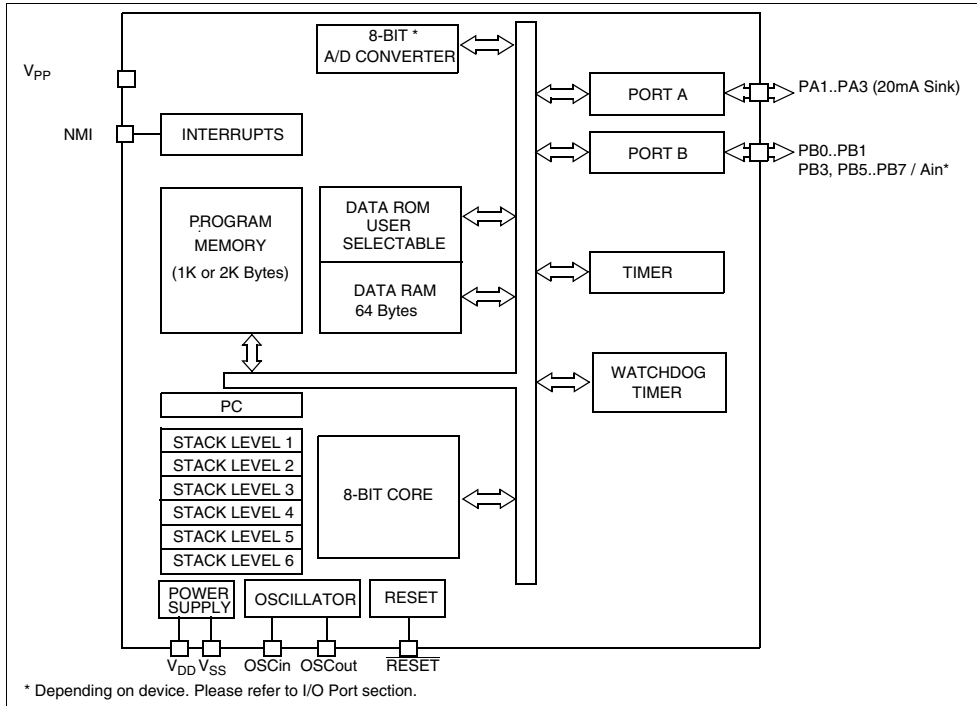 8-BIT *
A/D CONVERTER
V_PP
PORT A
PA1..PA3 (20mA Sink)
NMI
INTERRUPTS
PORT B
PB0..PB1
PB3, PB5..PB7 / Ain*
PROGRAM
MEMORY
(1K or 2K Bytes)
DATA ROM
USER
SELECTABLE
DATA RAM
64 Bytes
TIMER
WATCHDOG
TIMER
PC
STACK LEVEL 1
STACK LEVEL 2
STACK LEVEL 3
STACK LEVEL 4
STACK LEVEL 5
STACK LEVEL 6
8-BIT CORE
POWER
SUPPLY
OSCILLATOR
RESET
V_DD V_SS OSCin OSCout RESET
* Depending on device. Please refer to I/O Port section.